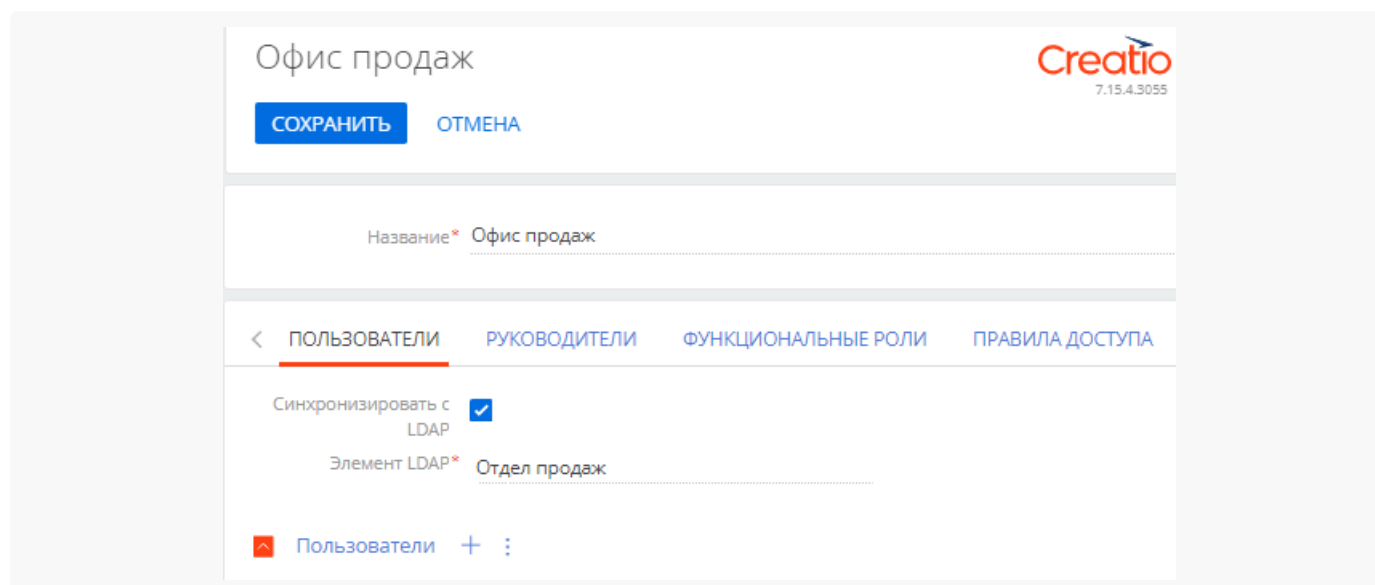 Офис продаж
Creatio
7.15.4.3055
СОХРАНИТЬ ОТМЕНА
Название* Офис продаж
ПОЛЬЗОВАТЕЛИ РУКОВОДИТЕЛИ ФУНКЦИОНАЛЬНЫЕ РОЛИ ПРАВИЛА ДОСТУПА
Синхронизировать с
LDAP
Элемент LDAP* Отдел продаж
Пользователи